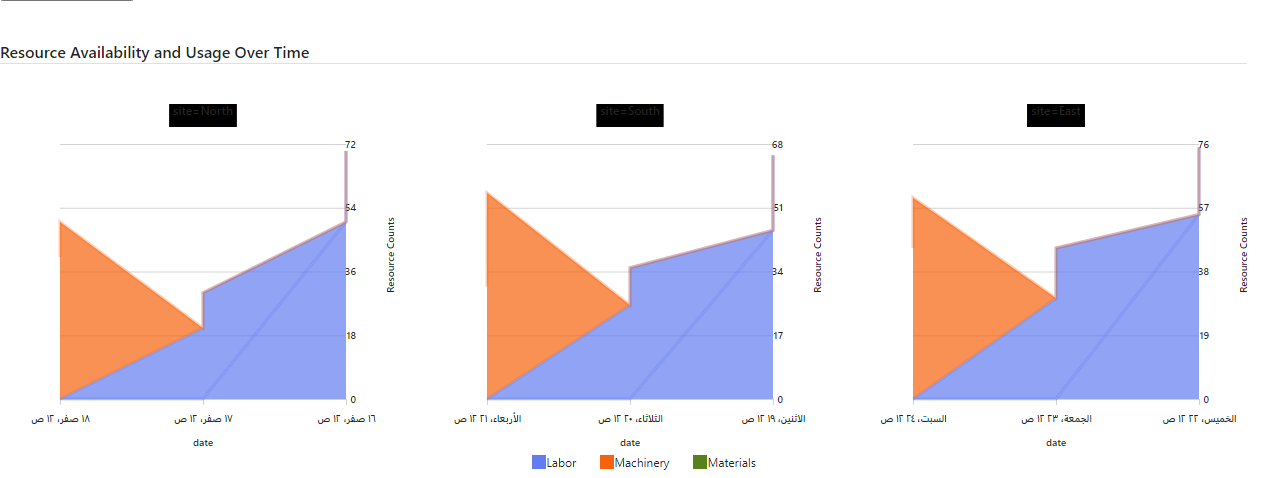 Resource Availability and Usage Over Time
site=North
site=South
site=East
72
54
36
18
0
Resource Counts
١٨ صفر، ١٢ ص
١٧ صفر، ١٢ ص
١٦ صفر، ١٢ ص
date
68
51
34
17
0
Resource Counts
الأربعاء، ٢١ ١٢ ص
الثلاثاء، ٢٠ ١٢ ص
الاثنين، ١٩ ١٢ ص
date
76
57
38
19
0
Resource Counts
السبت، ٢٤ ١٢ ص
الجمعة، ٢٣ ١٢ ص
الخميس، ٢٢ ١٢ ص
date
Labor
Machinery
Materials